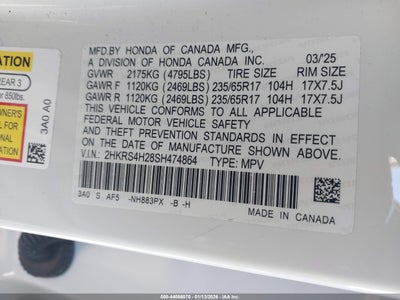 MFD.BY HONDA OF CANADA MFG.,
A DIVISION OF HONDA CANADA INC. 03/25
GVWR 2175KG (4795LBS) TIRE SIZE RIM SIZE
GAWR F 1120KG (2469LBS) 235/65R17 104H 17X7.5J
GAWR R 1120KG (2469LBS) 235/65R17 104H 17X7.5J
THIS VEHICLE CONFORMS TO ALL APPLICABLE
FEDERAL MOTOR VEHICLE SAFETY
AND THEFT PREVENTION STANDARDS IN EFFECT
ON THE DATE OF MANUFACTURE SHOWN ABOVE.
V.I.N.: 2HKRS4H28SH474864 TYPE: MPV
3A0 S AF5 -NH883PX -B -H
MADE IN CANADA
ATION
REAR 3
850lbs.
3A0 A0
500-44058070 - 01/13/2026 - IAA Inc.